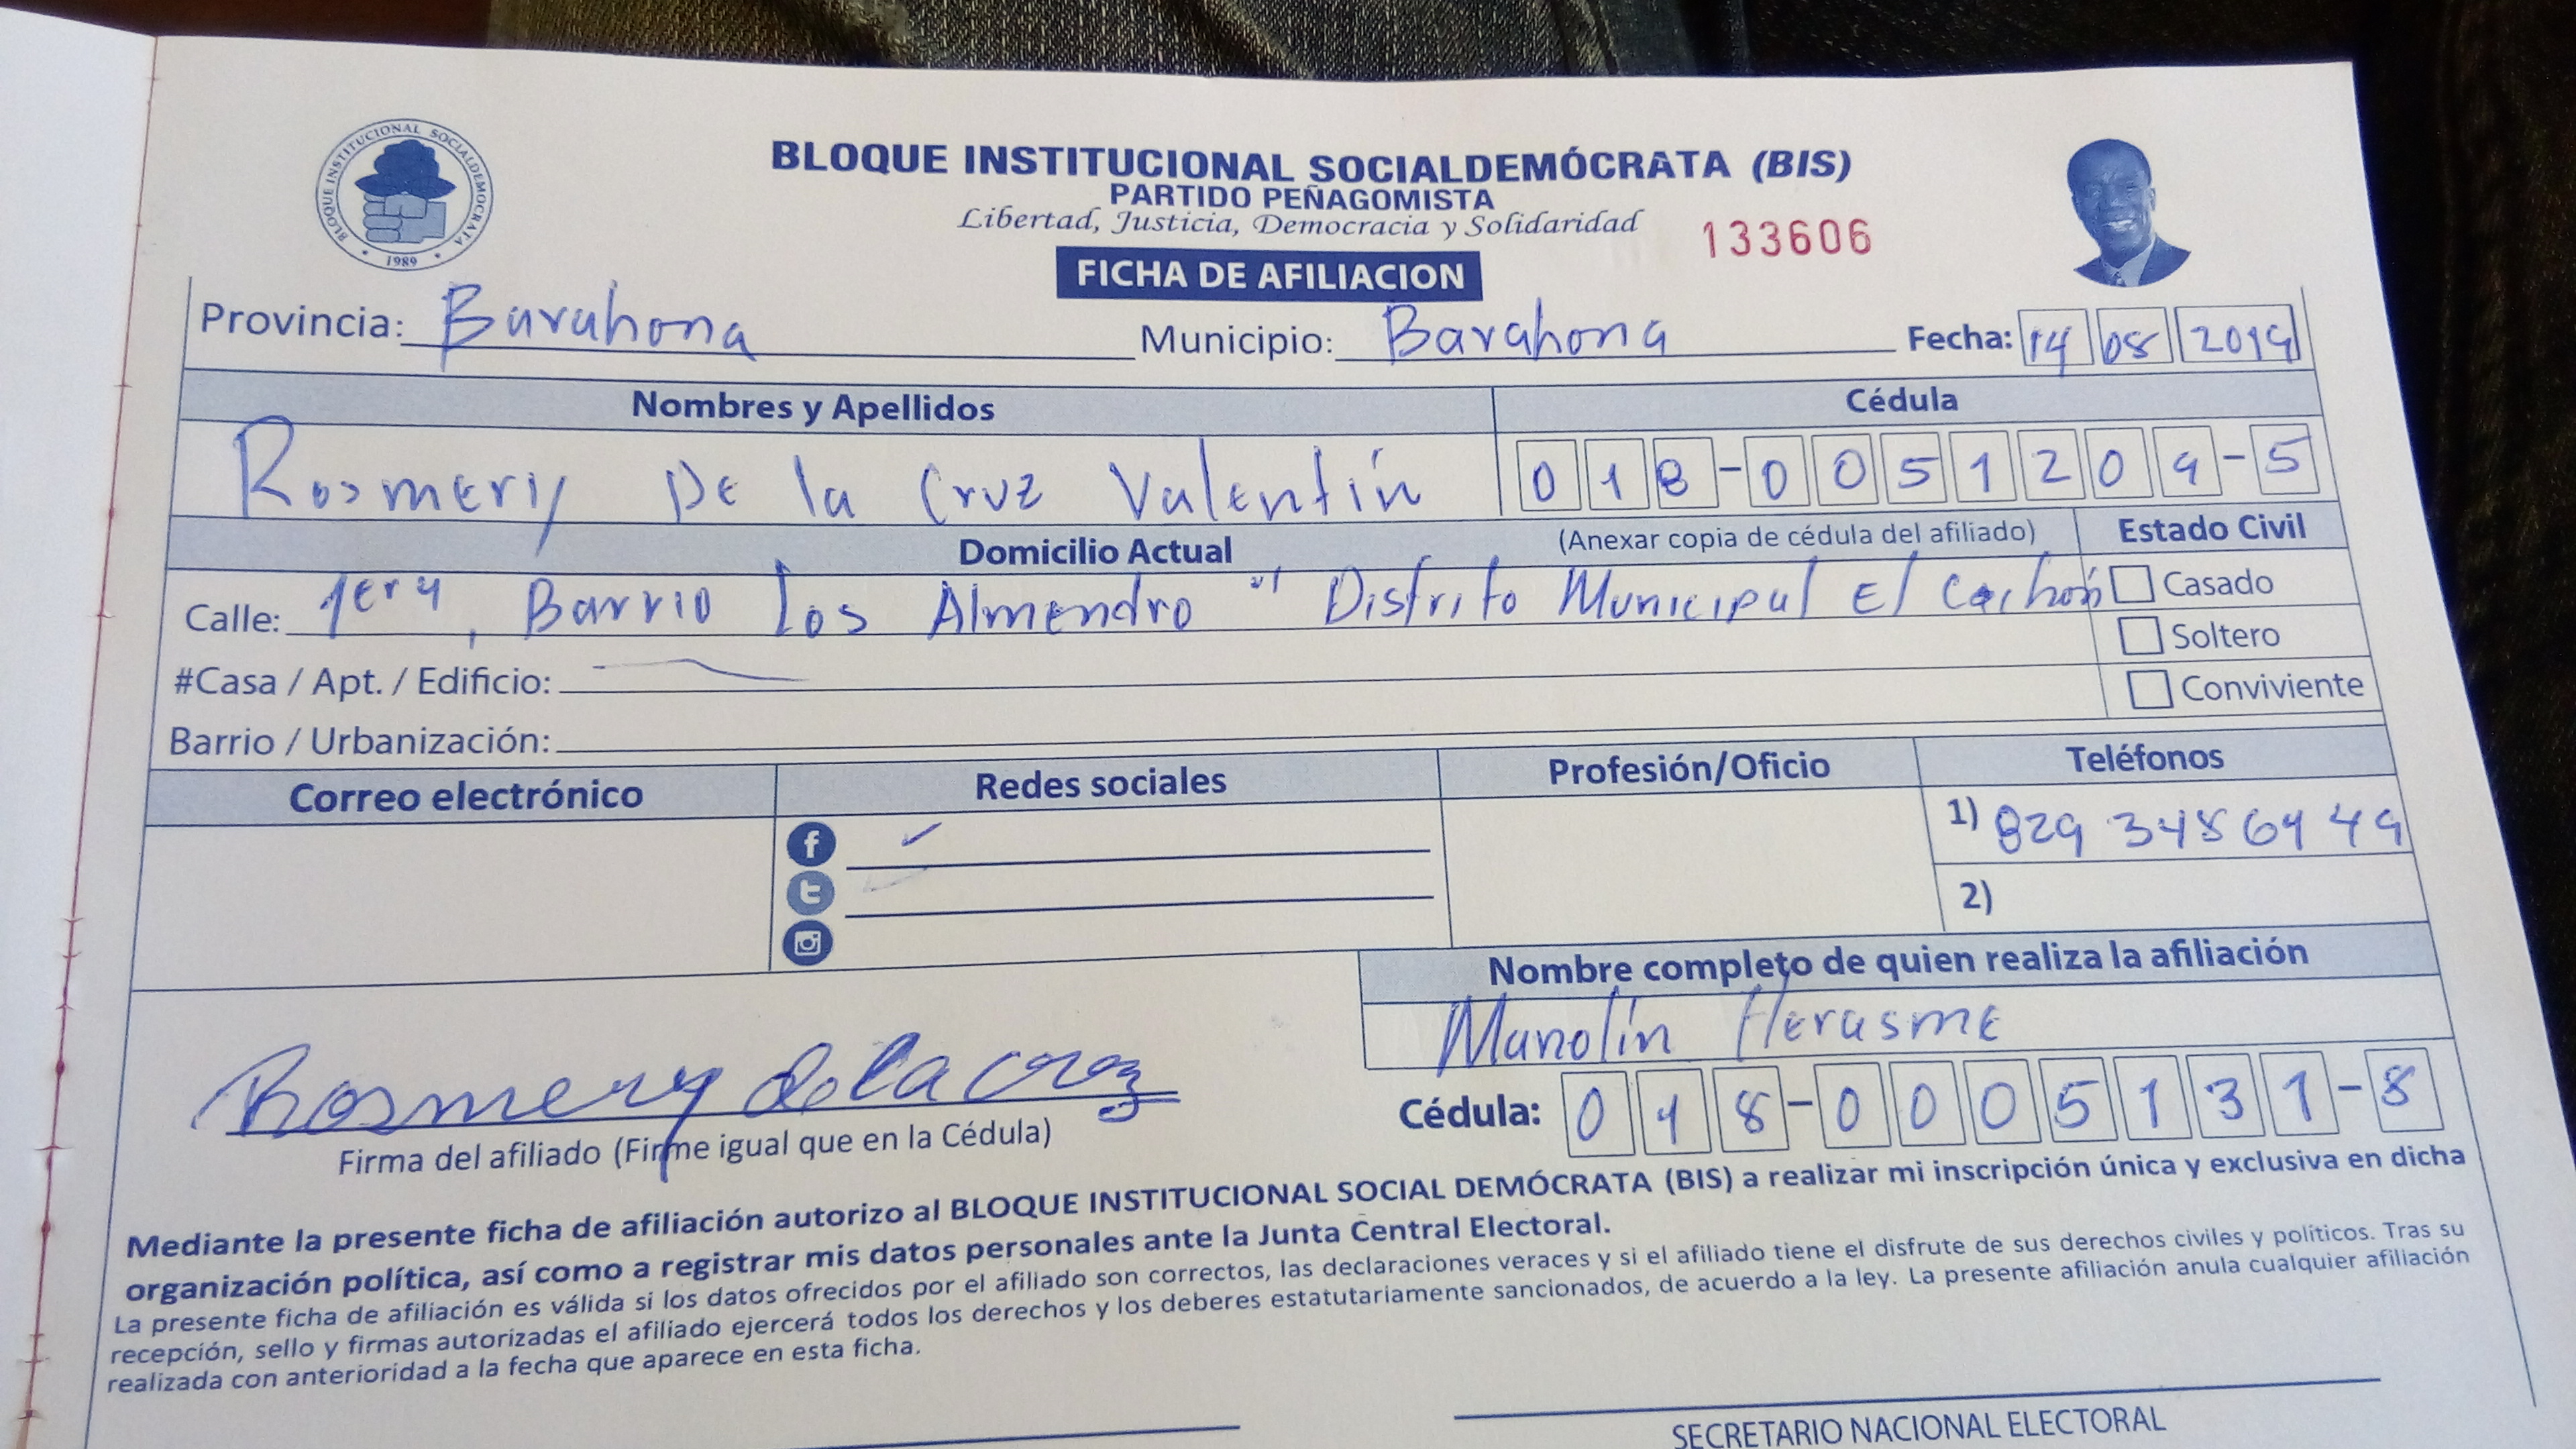 BLOQUE INSTITUCIONAL SOCIALDEMOCRATA
1989
BLOQUE INSTITUCIONAL SOCIALDEMÓCRATA (BIS)
PARTIDO PEÑAGOMISTA
Libertad, Justicia, Democracia y Solidaridad
133606
FICHA DE AFILIACION
Provincia: Barahona Municipio: Barahona Fecha: 14 08 2019
Nombres y Apellidos Cédula
Rosmery De la Cruz Valentín 018-0051209-5
Domicilio Actual (Anexar copia de cédula del afiliado) Estado Civil
Calle: 1era, Barrio los Almendro " Distrito Municipal El Cachón Casado
Soltero
#Casa / Apt. / Edificio:
Conviviente
Barrio / Urbanización:
Correo electrónico Redes sociales Profesión/Oficio Teléfonos
1) 829 348 64 49
2)
Nombre completo de quien realiza la afiliación
Manolín Herasme
Rosmery de la Cruz
Cédula: 018-0005131-8
Firma del afiliado (Firme igual que en la Cédula)
Mediante la presente ficha de afiliación autorizo al BLOQUE INSTITUCIONAL SOCIAL DEMÓCRATA (BIS) a realizar mi inscripción única y exclusiva en dicha
organización política, así como a registrar mis datos personales ante la Junta Central Electoral.
La presente ficha de afiliación es válida si los datos ofrecidos por el afiliado son correctos, las declaraciones veraces y si el afiliado tiene el disfrute de sus derechos civiles y políticos. Tras su
recepción, sello y firmas autorizadas el afiliado ejercerá todos los derechos y los deberes estatutariamente sancionados, de acuerdo a la ley. La presente afiliación anula cualquier afiliación
realizada con anterioridad a la fecha que aparece en esta ficha.
SECRETARIO NACIONAL ELECTORAL